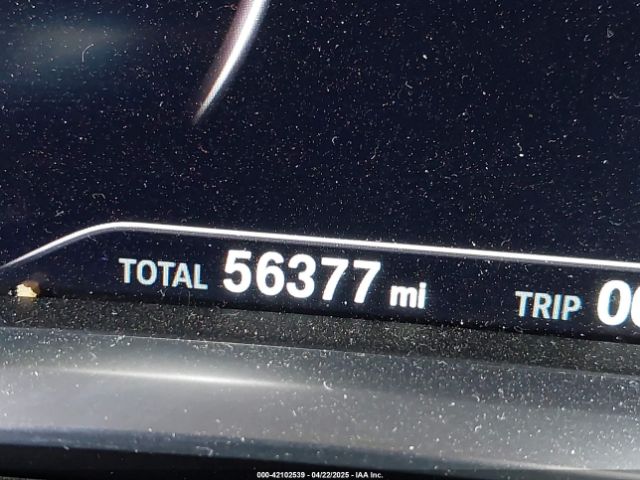 TOTAL 56377 mi TRIP
000-42102539 - 04/22/2025 - IAA Inc.